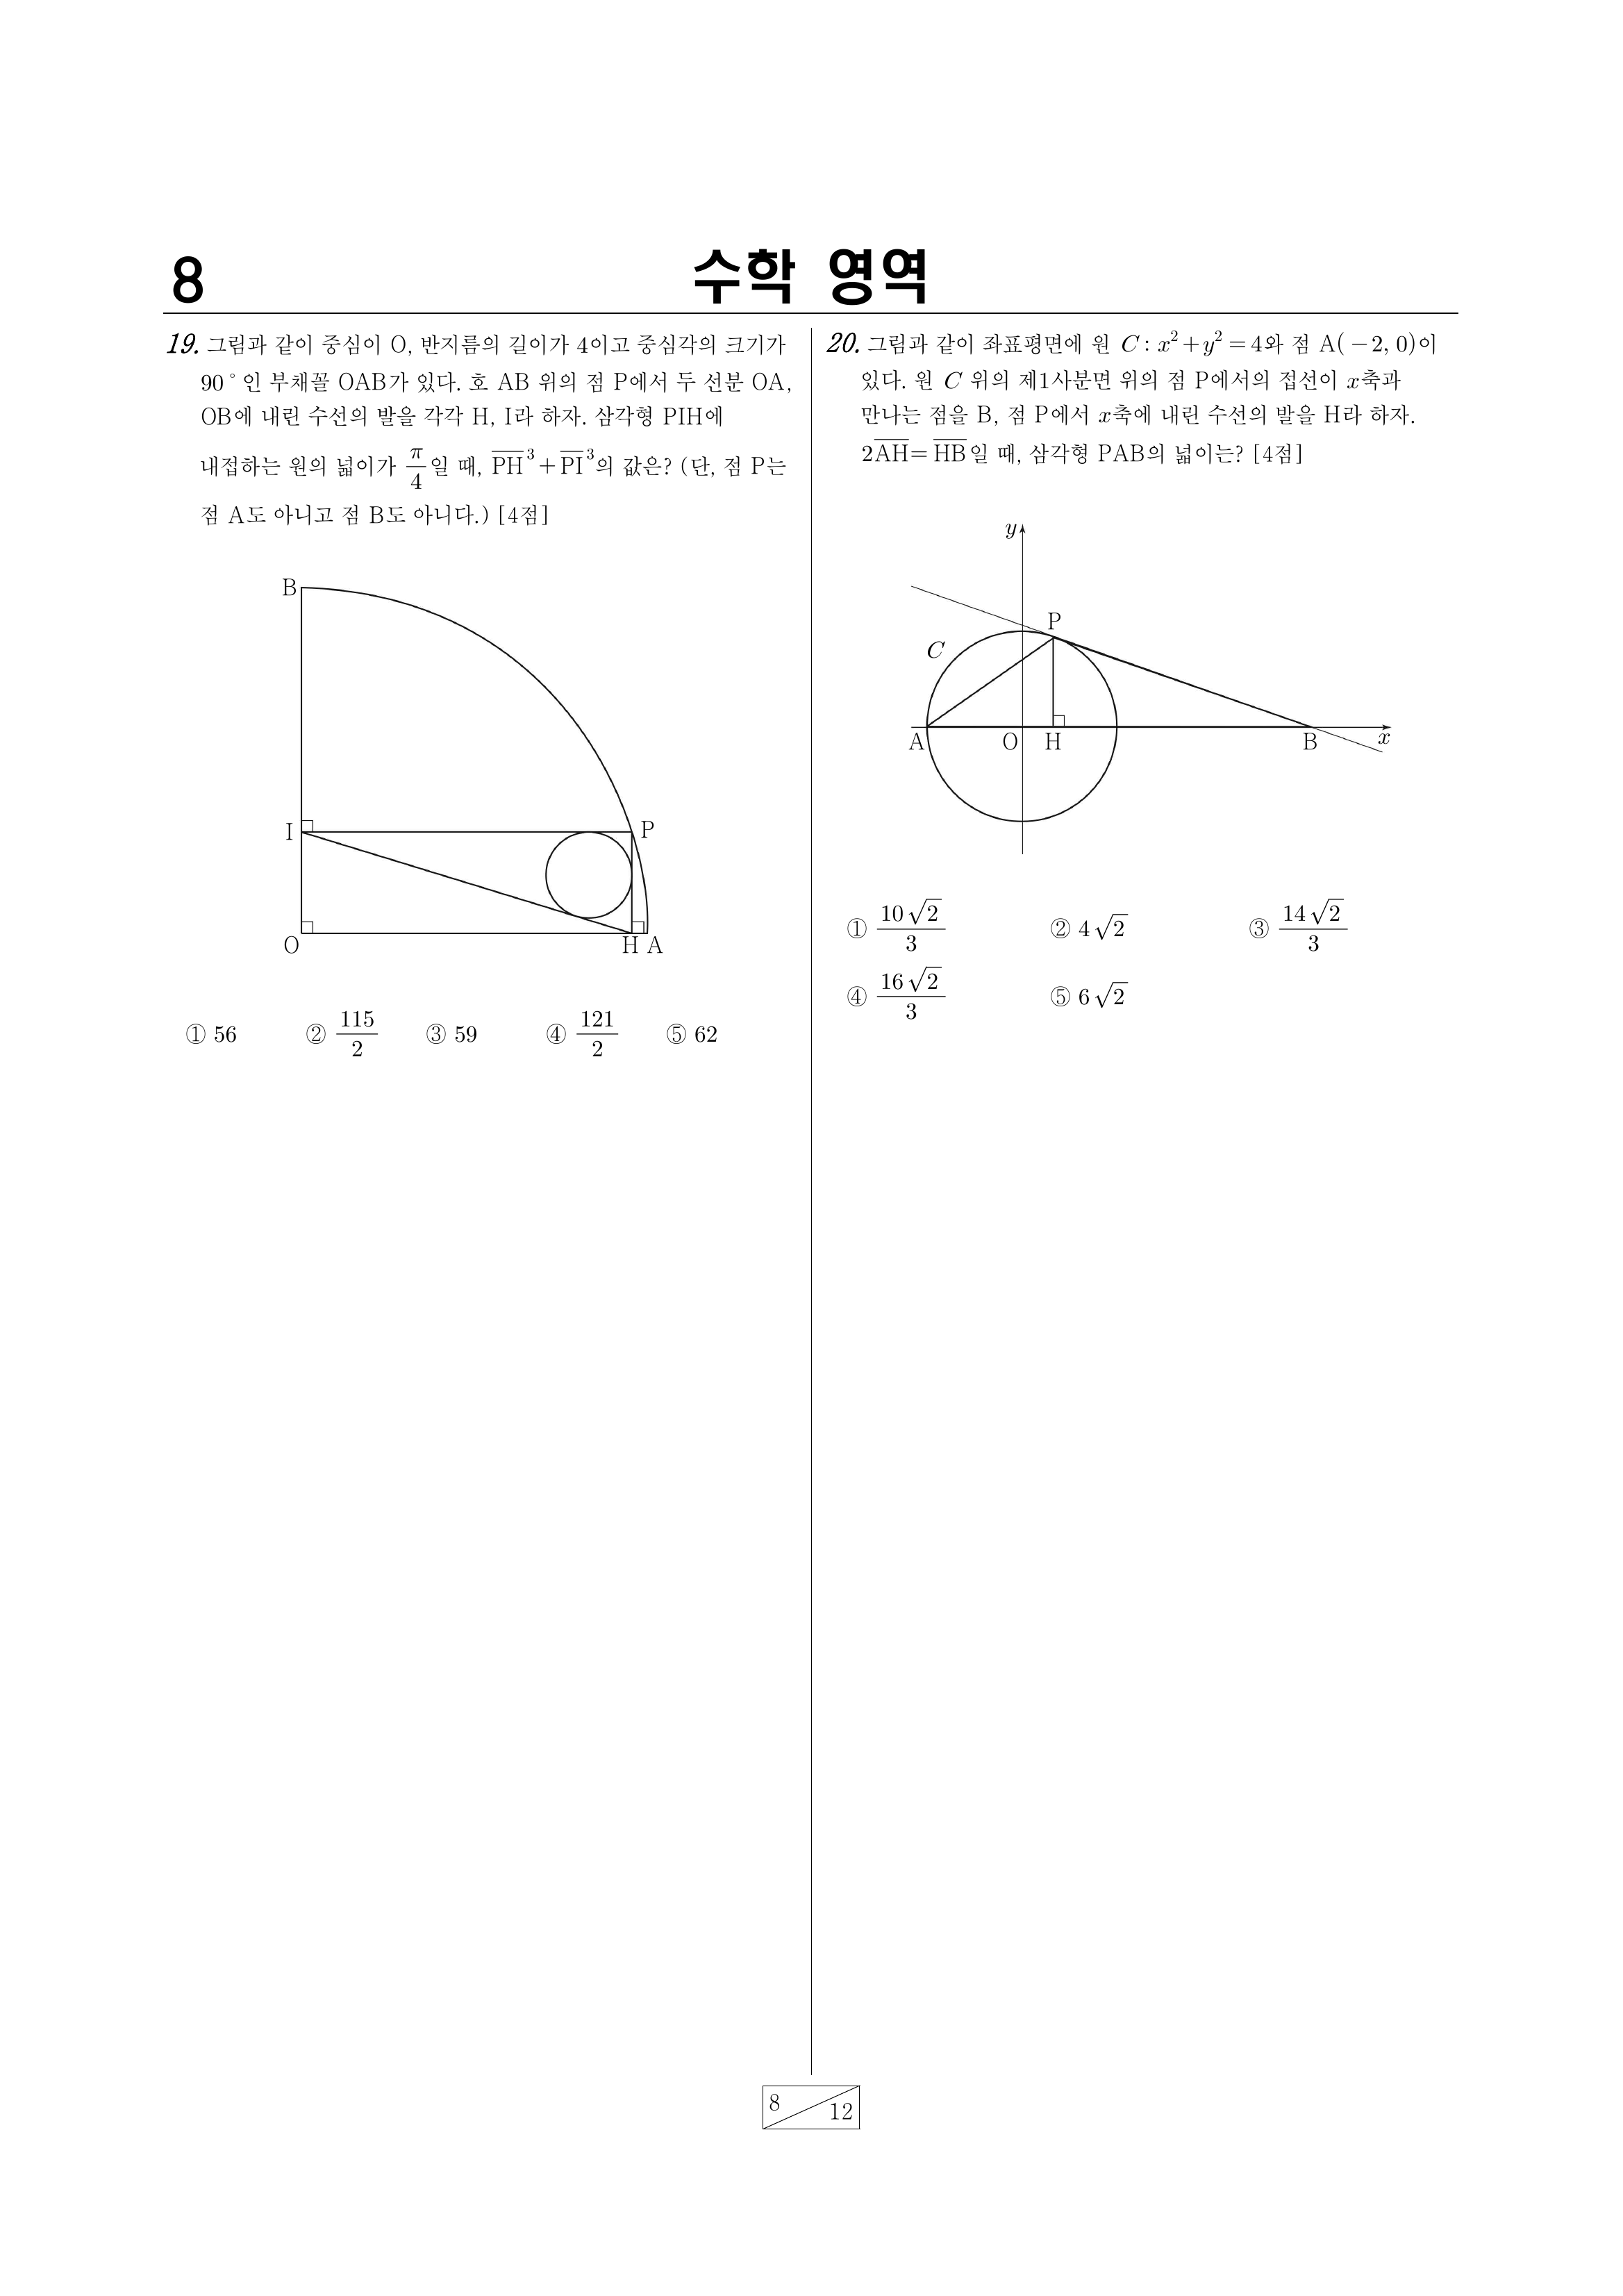 8
수학 영역
19. 그림과 같이 중심이 O, 반지름의 길이가 4이고 중심각의 크기가
90°인 부채꼴 OAB가 있다. 호 AB 위의 점 P에서 두 선분 OA,
OB에 내린 수선의 발을 각각 H, I라 하자. 삼각형 PIH에
내접하는 원의 넓이가 $\frac{\pi}{4}$일 때, $\overline{PH}^3+\overline{PI}^3$의 값은? (단, 점 P는
점 A도 아니고 점 B도 아니다.) [4점]
B
I
P
O
H A
① 56 ② $\frac{115}{2}$ ③ 59 ④ $\frac{121}{2}$ ⑤ 62
20. 그림과 같이 좌표평면에 원 $C: x^2+y^2=4$와 점 A(−2, 0)이
있다. 원 C 위의 제1사분면 위의 점 P에서의 접선이 x축과
만나는 점을 B, 점 P에서 x축에 내린 수선의 발을 H라 하자.
$2\overline{AH}=\overline{HB}$일 때, 삼각형 PAB의 넓이는? [4점]
y
P
C
A O H B x
① $\frac{10\sqrt{2}}{3}$ ② $4\sqrt{2}$ ③ $\frac{14\sqrt{2}}{3}$
④ $\frac{16\sqrt{2}}{3}$ ⑤ $6\sqrt{2}$
8
12